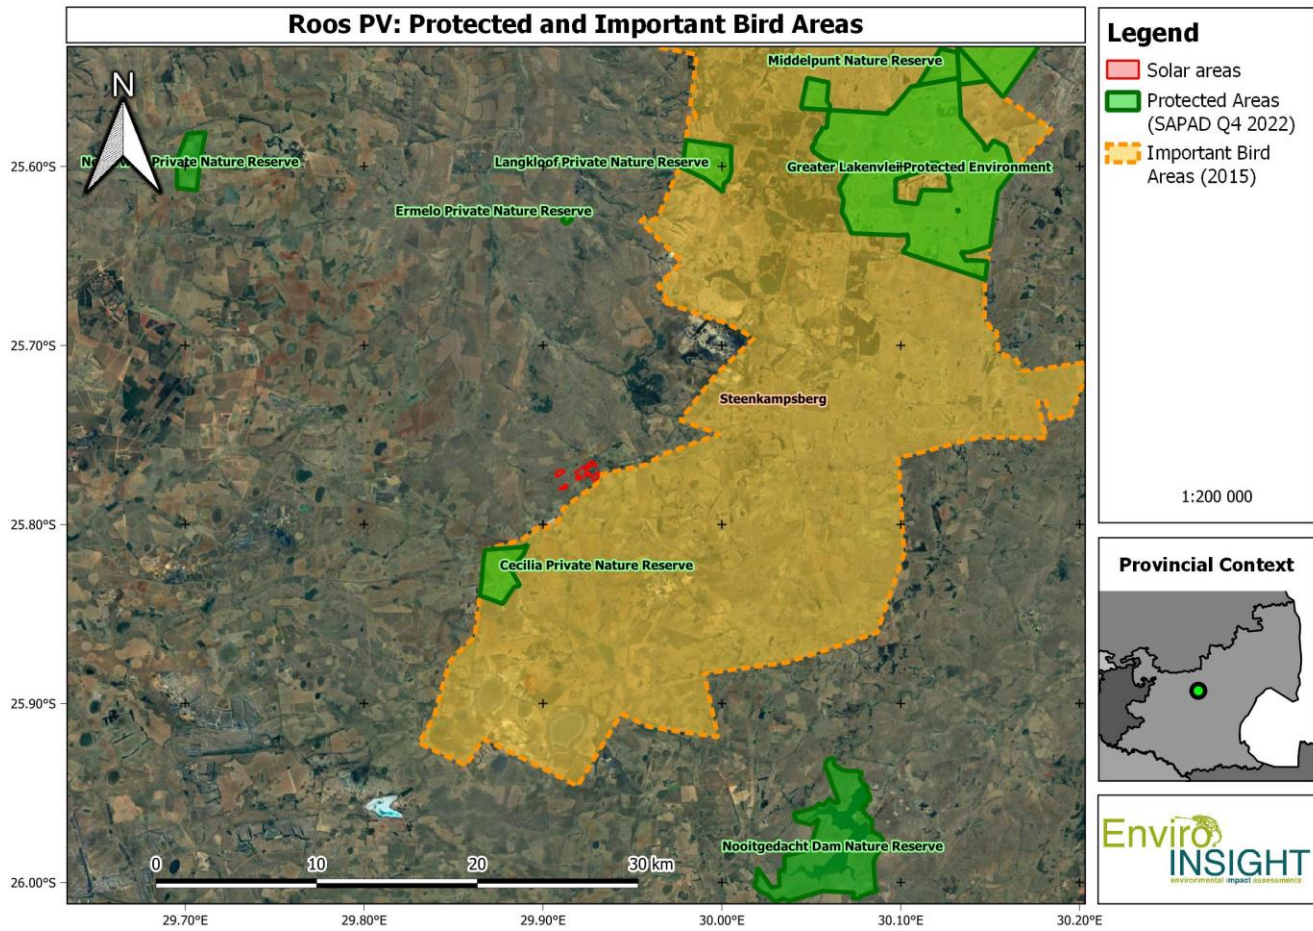 Roos PV: Protected and Important Bird Areas
N
Middelpunt Nature Reserve
Private Nature Reserve
Langkloof Private Nature Reserve
Greater Lakenvlei Protected Environment
Ermelo Private Nature Reserve
Steenkampsberg
Cecilia Private Nature Reserve
Nooitgedacht Dam Nature Reserve
25.60°S
25.70°S
25.80°S
25.90°S
26.00°S
0 10 20 30 km
29.70°E 29.80°E 29.90°E 30.00°E 30.10°E 30.20°E
Legend
Solar areas
Protected Areas
(SAPAD Q4 2022)
Important Bird
Areas (2015)
1:200 000
Provincial Context
Enviro
INSIGHT
environmental impact assessments